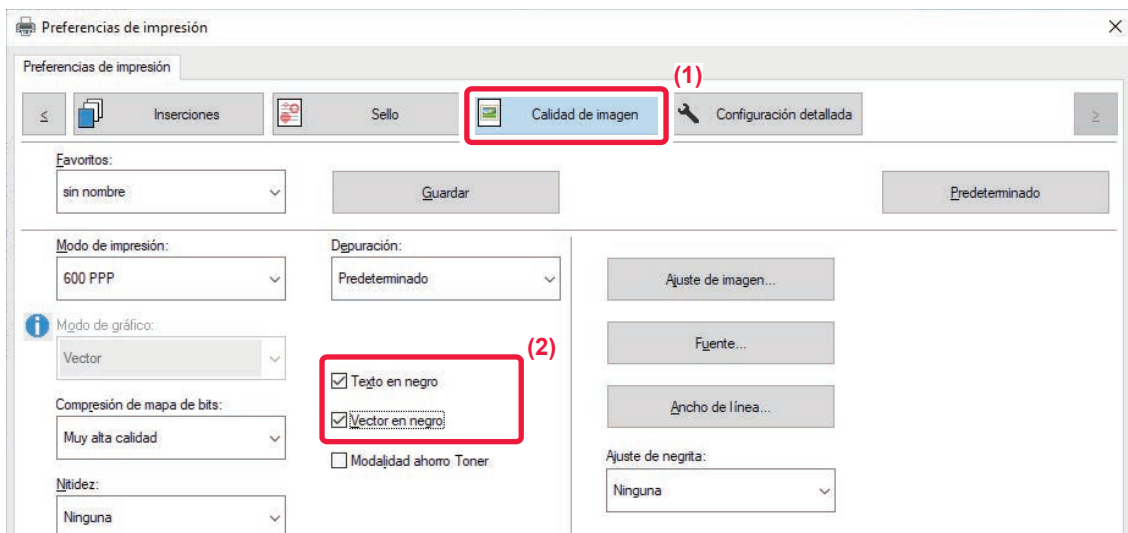 Preferencias de impresión
Preferencias de impresión
(1)
< Inserciones Sello Calidad de imagen Configuración detallada >
Favoritos:
sin nombre Guardar Predeterminado
Modo de impresión: Depuración:
600 PPP Predeterminado Ajuste de imagen...
Modo de gráfico:
Vector Fuente...
(2)
Texto en negro
Compresión de mapa de bits: Vector en negro Ancho de línea...
Muy alta calidad
Modalidad ahorro Toner Ajuste de negrita:
Nitidez: Ninguna
Ninguna